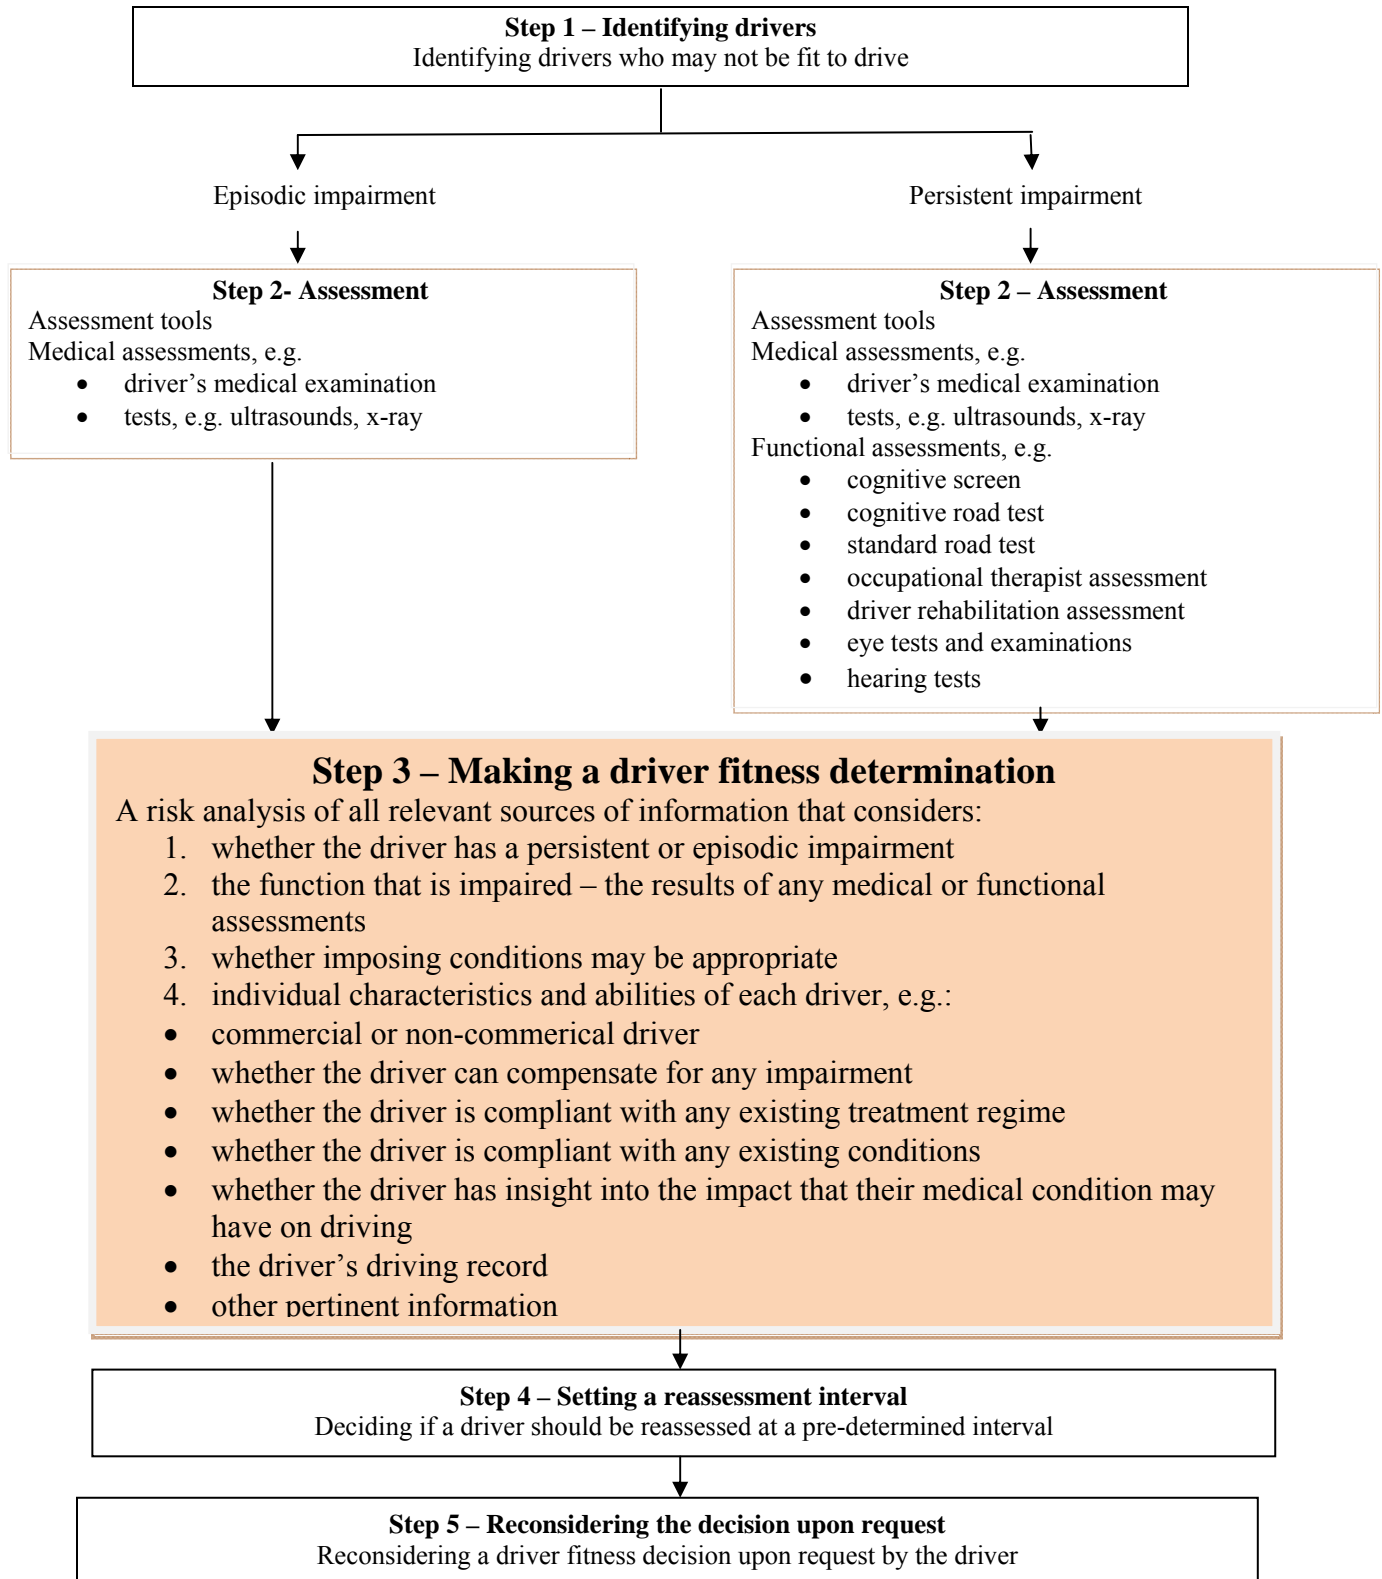 Step 1 – Identifying drivers
Identifying drivers who may not be fit to drive
Episodic impairment
Persistent impairment
Step 2- Assessment
Assessment tools
Medical assessments, e.g.
• driver’s medical examination
• tests, e.g. ultrasounds, x-ray
Step 2 – Assessment
Assessment tools
Medical assessments, e.g.
• driver’s medical examination
• tests, e.g. ultrasounds, x-ray
Functional assessments, e.g.
• cognitive screen
• cognitive road test
• standard road test
• occupational therapist assessment
• driver rehabilitation assessment
• eye tests and examinations
• hearing tests
Step 3 – Making a driver fitness determination
A risk analysis of all relevant sources of information that considers:
1. whether the driver has a persistent or episodic impairment
2. the function that is impaired – the results of any medical or functional
assessments
3. whether imposing conditions may be appropriate
4. individual characteristics and abilities of each driver, e.g.:
• commercial or non-commerical driver
• whether the driver can compensate for any impairment
• whether the driver is compliant with any existing treatment regime
• whether the driver is compliant with any existing conditions
• whether the driver has insight into the impact that their medical condition may
have on driving
• the driver’s driving record
• other pertinent information
Step 4 – Setting a reassessment interval
Deciding if a driver should be reassessed at a pre-determined interval
Step 5 – Reconsidering the decision upon request
Reconsidering a driver fitness decision upon request by the driver